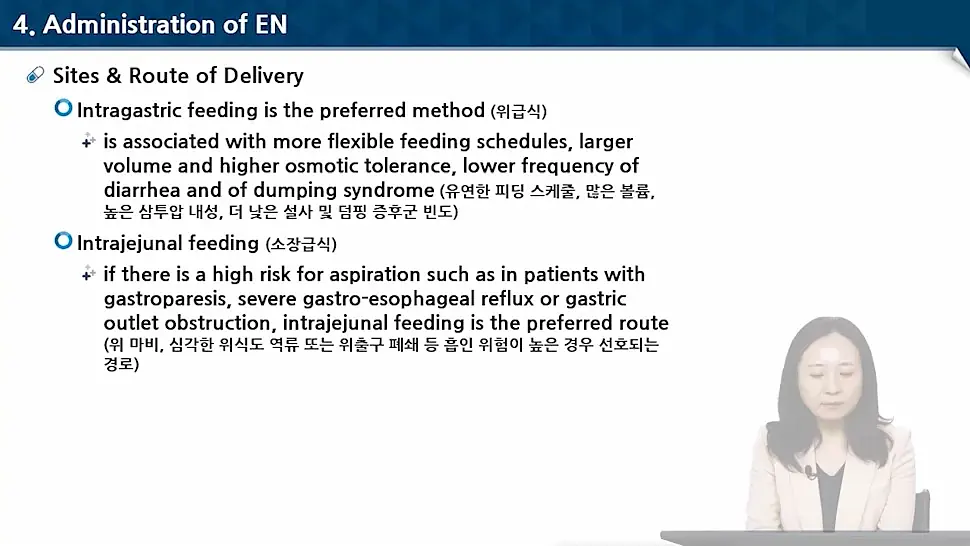 4. Administration of EN
Sites & Route of Delivery
Intragastric feeding is the preferred method (위급식)
is associated with more flexible feeding schedules, larger
volume and higher osmotic tolerance, lower frequency of
diarrhea and of dumping syndrome (유연한 피딩 스케줄, 많은 볼륨,
높은 삼투압 내성, 더 낮은 설사 및 덤핑 증후군 빈도)
Intrajejunal feeding (소장급식)
if there is a high risk for aspiration such as in patients with
gastroparesis, severe gastro-esophageal reflux or gastric
outlet obstruction, intrajejunal feeding is the preferred route
(위 마비, 심각한 위식도 역류 또는 위출구 폐쇄 등 흡인 위험이 높은 경우 선호되는
경로)